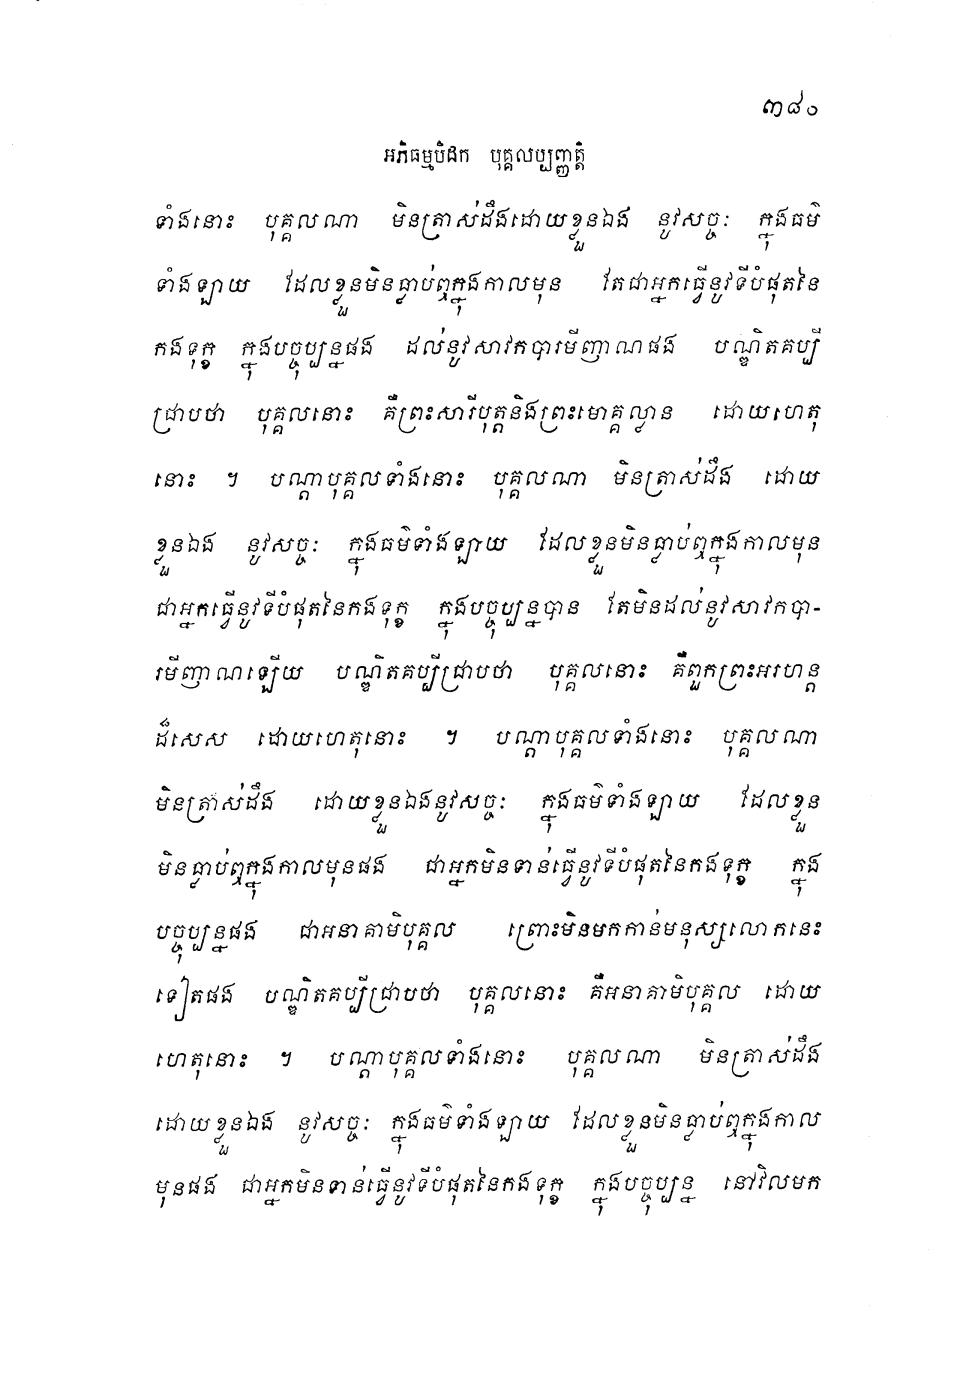 ៣៨០
អភិធម្មបិដក បុគ្គលប្បញ្ញត្តិ
ទាំងនោះ បុគ្គលណា មិនត្រាស់ដឹងដោយខ្លួនឯង នូវសច្ចៈ ក្នុងធម៌
ទាំងឡាយ ដែលខ្លួនមិនធ្លាប់ឮក្នុងកាលមុន តែជាអ្នកធ្វើនូវទីបំផុតនៃ
កងទុក្ខ ក្នុងបច្ចុប្បន្នផង ដល់នូវសាវកបារមីញាណផង បណ្ឌិតគប្បី
ជ្រាបថា បុគ្គលនោះ គឺព្រះសារីបុត្តនិងព្រះមោគ្គល្លាន ដោយហេតុ
នោះ ។ បណ្តាបុគ្គលទាំងនោះ បុគ្គលណា មិនត្រាស់ដឹង ដោយ
ខ្លួនឯង នូវសច្ចៈ ក្នុងធម៌ទាំងឡាយ ដែលខ្លួនមិនធ្លាប់ឮក្នុងកាលមុន
ជាអ្នកធ្វើនូវទីបំផុតនៃកងទុក្ខ ក្នុងបច្ចុប្បន្នបាន តែមិនដល់នូវសាវកបា-
រមីញាណឡើយ បណ្ឌិតគប្បីជ្រាបថា បុគ្គលនោះ គឺពួកព្រះអរហន្ត
ដ៏សេស ដោយហេតុនោះ ។ បណ្តាបុគ្គលទាំងនោះ បុគ្គលណា
មិនត្រាស់ដឹង ដោយខ្លួនឯងនូវសច្ចៈ ក្នុងធម៌ទាំងឡាយ ដែលខ្លួន
មិនធ្លាប់ឮក្នុងកាលមុនផង ជាអ្នកមិនទាន់ធ្វើនូវទីបំផុតនៃកងទុក្ខ ក្នុង
បច្ចុប្បន្នផង ជាអនាគាមិបុគ្គល ព្រោះមិនមកកាន់មនុស្សលោកនេះ
ទៀតផង បណ្ឌិតគប្បីជ្រាបថា បុគ្គលនោះ គឺអនាគាមិបុគ្គល ដោយ
ហេតុនោះ ។ បណ្តាបុគ្គលទាំងនោះ បុគ្គលណា មិនត្រាស់ដឹង
ដោយខ្លួនឯង នូវសច្ចៈ ក្នុងធម៌ទាំងឡាយ ដែលខ្លួនមិនធ្លាប់ឮក្នុងកាល
មុនផង ជាអ្នកមិនទាន់ធ្វើនូវទីបំផុតនៃកងទុក្ខ ក្នុងបច្ចុប្បន្ន នៅវិលមក